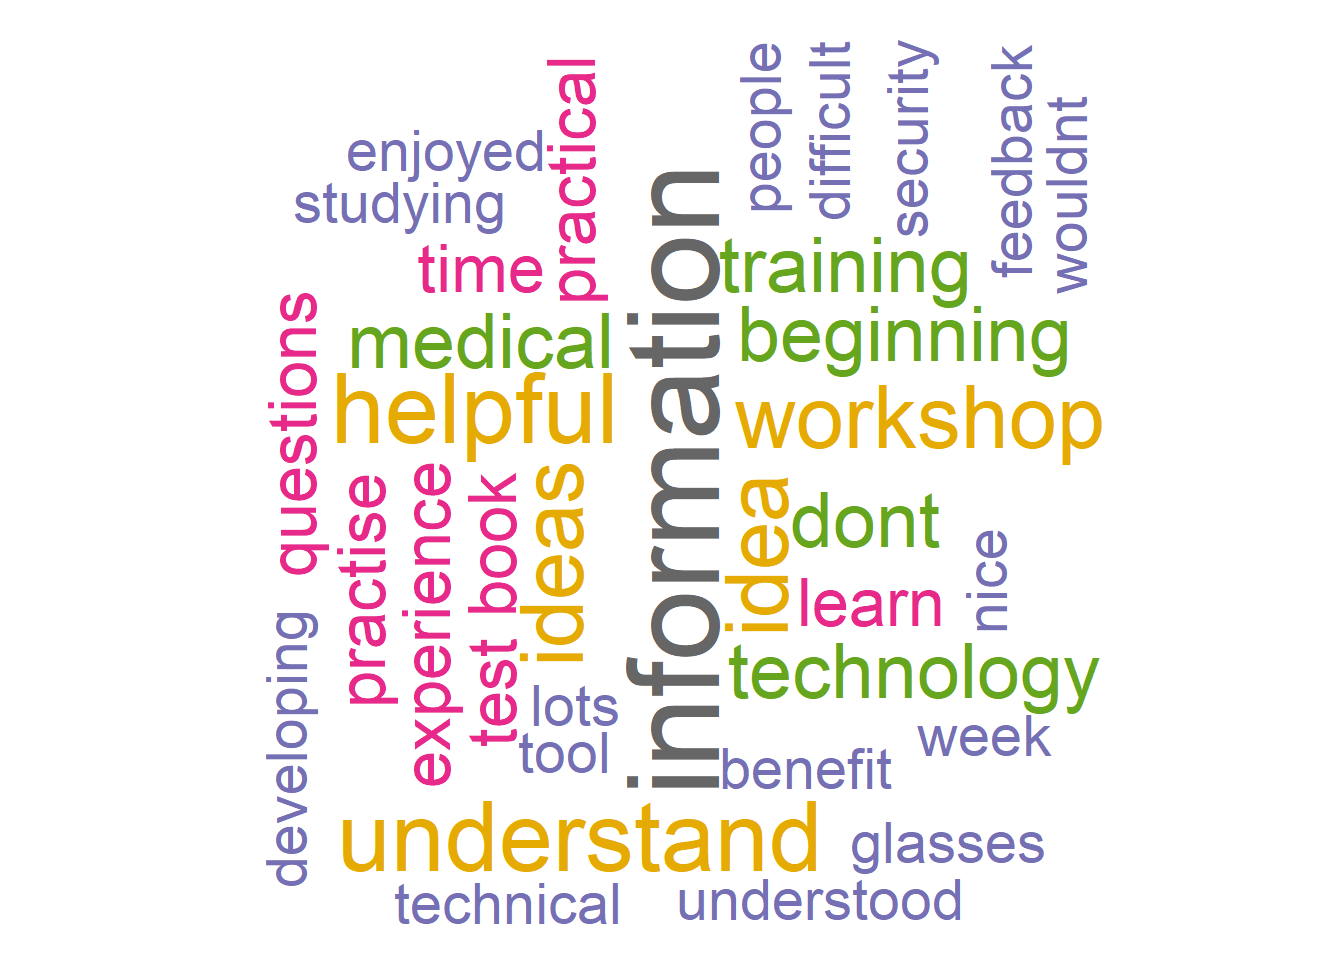 enjoyed
studying
practical
time
medical
helpful
questions
practise
experience
test
book
ideas
lots
tool
developing
information
people
difficult
security
feedback
wouldnt
training
beginning
workshop
idea
dont
learn
nice
technology
week
benefit
understand
glasses
technical
understood